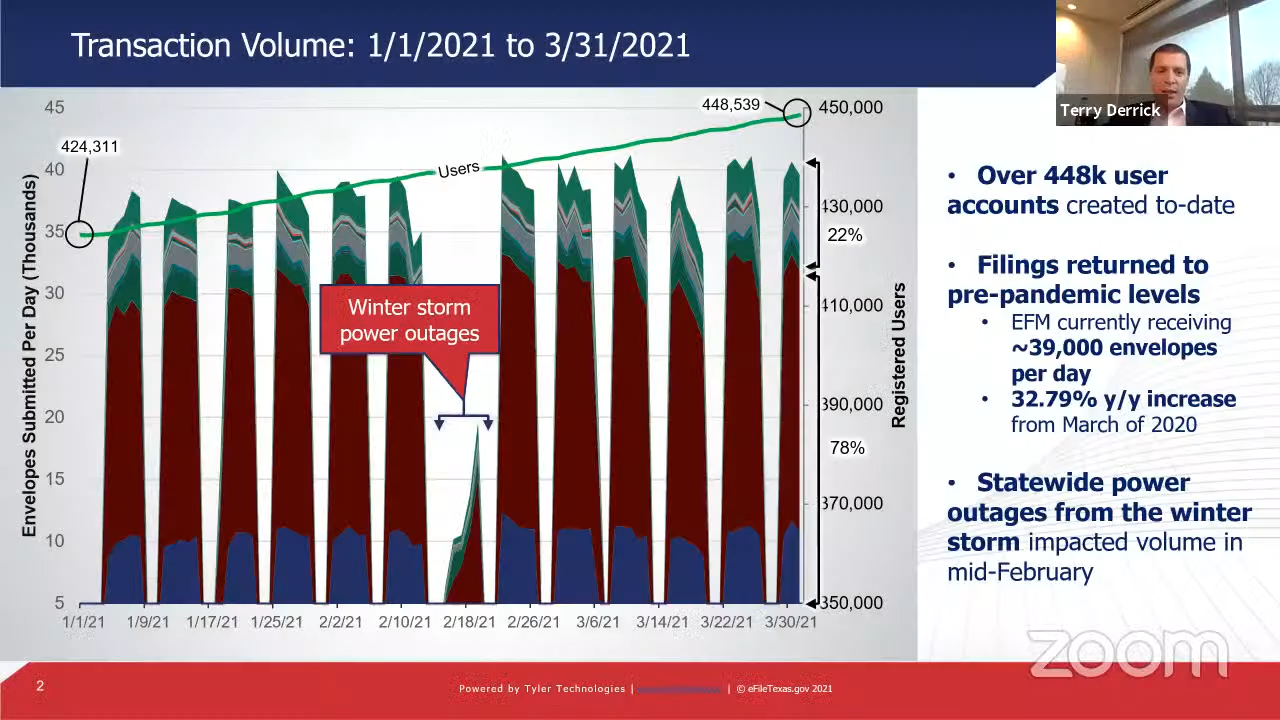 Transaction Volume: 1/1/2021 to 3/31/2021
Terry Derrick
45
40
35
30
25
20
15
10
5
Envelopes Submitted Per Day (Thousands)
424,311
Users
448,539
Winter storm
power outages
450,000
430,000
22%
410,000
390,000
78%
370,000
350,000
Registered Users
1/1/21
1/9/21
1/17/21
1/25/21
2/2/21
2/10/21
2/18/21
2/26/21
3/6/21
3/14/21
3/22/21
3/30/21
• Over 448k user
accounts created to-date
• Filings returned to
pre-pandemic levels
• EFM currently receiving
~39,000 envelopes
per day
• 32.79% y/y increase
from March of 2020
• Statewide power
outages from the winter
storm impacted volume in
mid-February
zoom
2
Powered by Tyler Technologies | | © eFileTexas.gov 2021